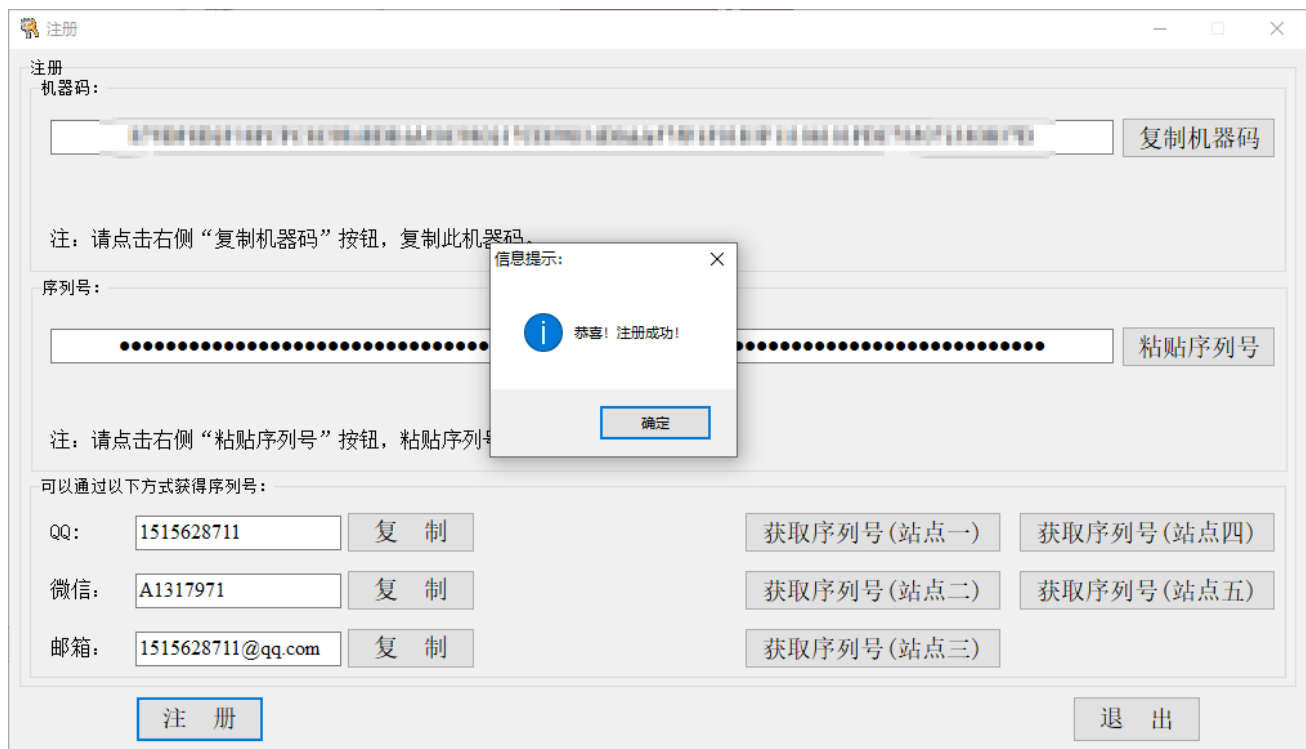 注册
注册
机器码：
复制机器码
注：请点击右侧“复制机器码”按钮，复制此机器码。
信息提示：
恭喜！注册成功！
确定
序列号：
●●●●●●●●●●●●●●●●●●●●●●●●●●●●●●●● ●●●●●●●●●●●●●●●●●●●●●●●●●●●
粘贴序列号
注：请点击右侧“粘贴序列号”按钮，粘贴序列
可以通过以下方式获得序列号：
QQ: 1515628711 复 制 获取序列号(站点一) 获取序列号(站点四)
微信： A1317971 复 制 获取序列号(站点二) 获取序列号(站点五)
邮箱： 1515628711@qq.com 复 制 获取序列号(站点三)
注 册 退 出